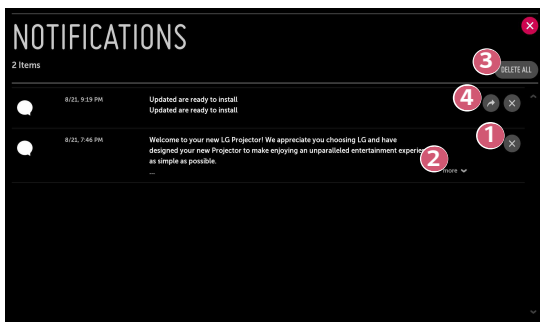 NOTIFICATIONS
2 Items
3
DELETE ALL
8/21, 9:19 PM
Updated are ready to install
Updated are ready to install
4
8/21, 7:46 PM
Welcome to your new LG Projector! We appreciate you choosing LG and have
designed your new Projector to make enjoying an unparalleled entertainment
as simple as possible.
...
1
2
more